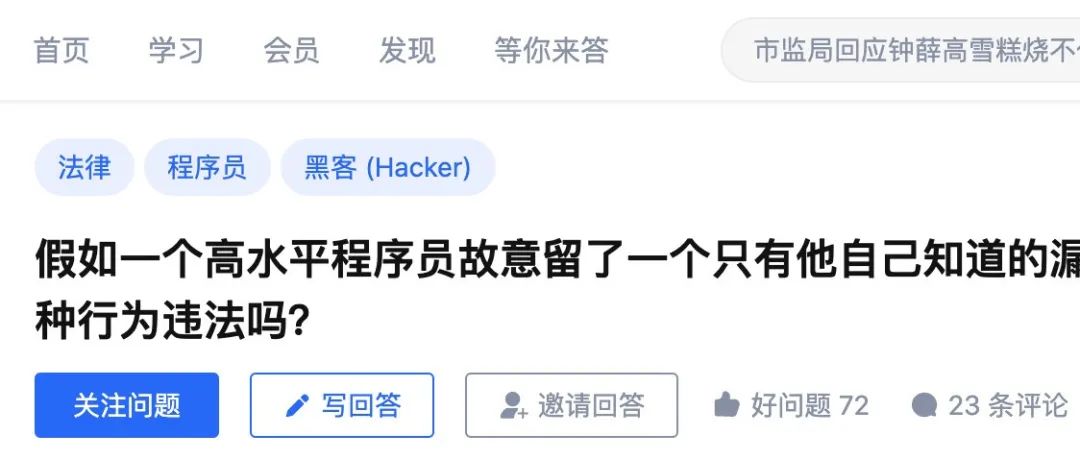 首页 学习 会员 发现 等你来答 市监局回应钟薛高雪糕烧不
法律 程序员 黑客 (Hacker)
假如一个高水平程序员故意留了一个只有他自己知道的漏
种行为违法吗？
关注问题 写回答 邀请回答 好问题 72 23 条评论